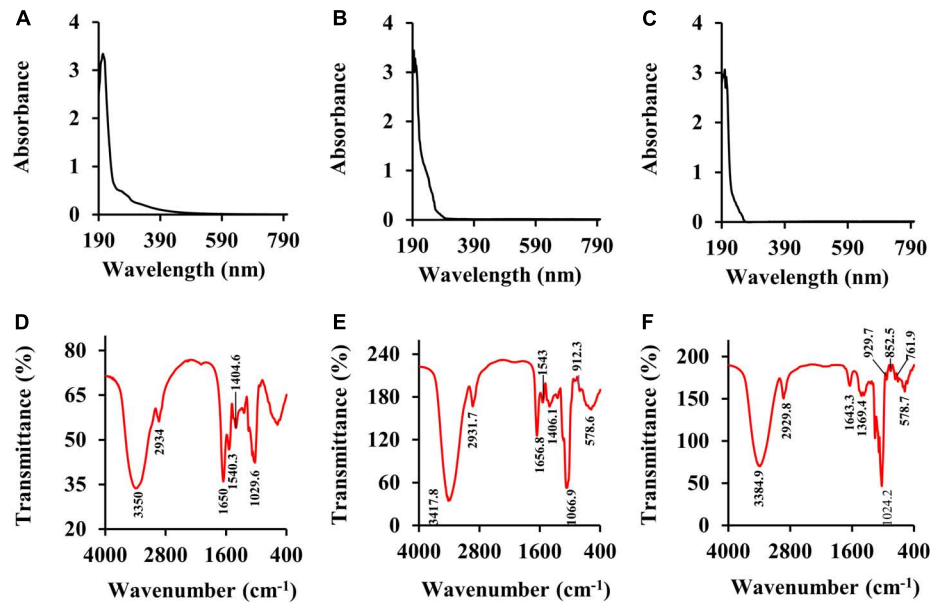 A
B
C
4
3
2
1
0
Absorbance
190 390 590 790
Wavelength (nm)
4
3
2
1
0
Absorbance
190 390 590 790
Wavelength (nm)
4
3
2
1
0
Absorbance
190 390 590 790
Wavelength (nm)
D
E
F
80
65
50
35
20
Transmittance (%)
3350
2934
1650
1540.3
1404.6
1029.6
4000 2800 1600 400
Wavenumber (cm-1)
240
180
120
60
0
Transmittance (%)
3417.8
2931.7
1656.8
1543
1406.1
1066.9
912.3
578.6
4000 2800 1600 400
Wavenumber (cm-1)
200
150
100
50
0
Transmittance (%)
3384.9
2929.8
1643.3
1369.4
1024.2
929.7
852.5
761.9
578.7
4000 2800 1600 400
Wavenumber (cm-1)